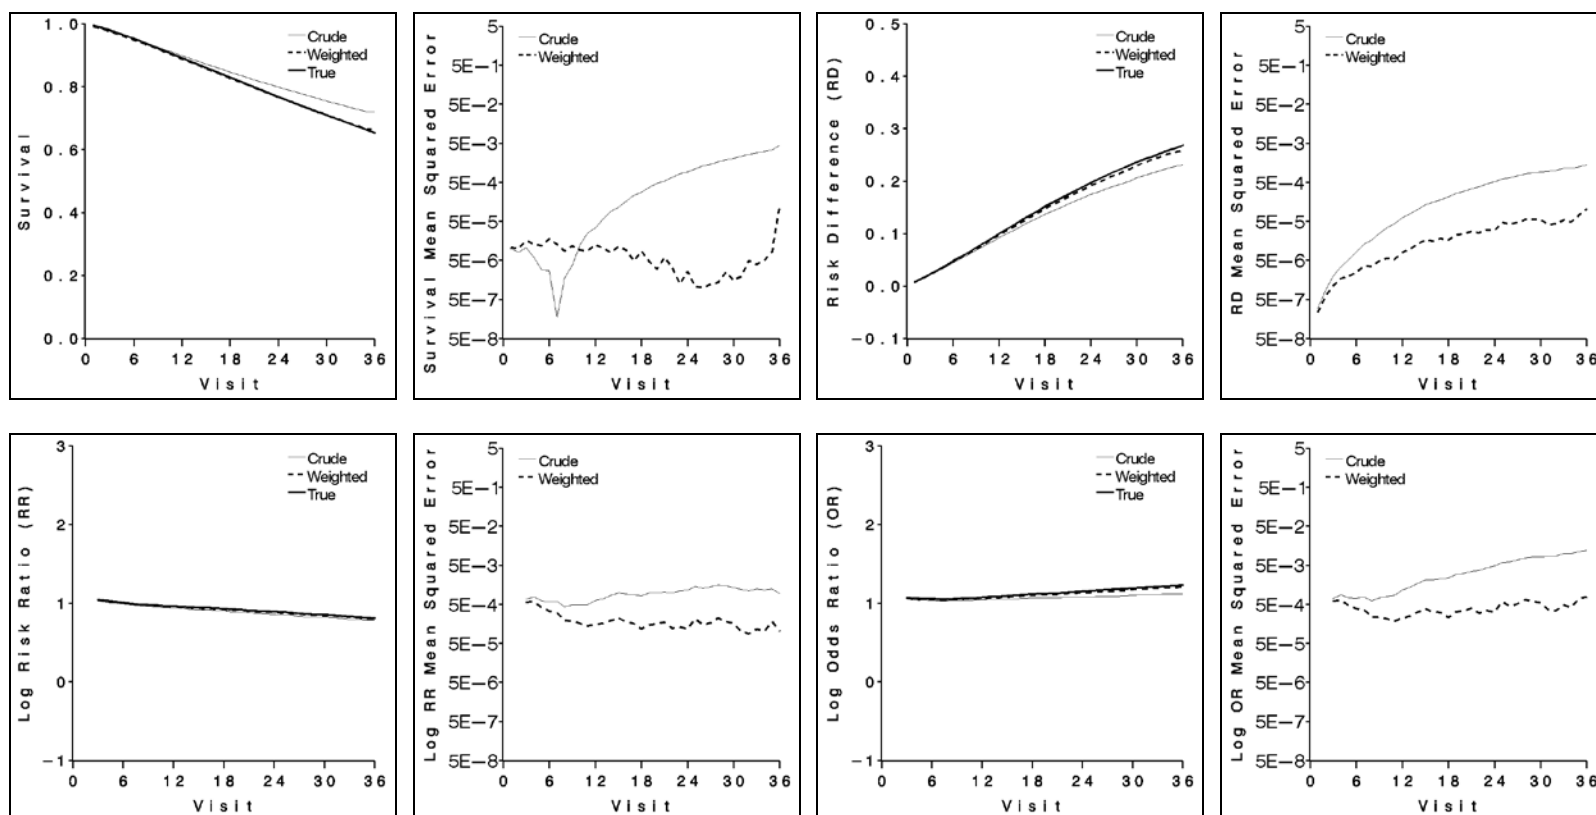 Survival
1.0
0.8
0.6
0.4
0.2
0.0
Crude
Weighted
True
0 6 12 18 24 30 36
Visit
Survival Mean Squared Error
5
5E-1
5E-2
5E-3
5E-4
5E-5
5E-6
5E-7
5E-8
Crude
Weighted
0 6 12 18 24 30 36
Visit
Risk Difference (RD)
0.5
0.4
0.5
0.2
0.1
0.0
-0.1
Crude
Weighted
True
0 6 12 18 24 30 36
Visit
RD Mean Squared Error
5
5E-1
5E-2
5E-3
5E-4
5E-5
5E-6
5E-7
5E-8
Crude
Weighted
0 6 12 18 24 30 36
Visit
Log Risk Ratio (RR)
3
2
1
0
-1
Crude
Weighted
True
0 6 12 18 24 30 36
Visit
Log RR Mean Squared Error
5
5E-1
5E-2
5E-3
5E-4
5E-5
5E-6
5E-7
5E-8
Crude
Weighted
0 6 12 18 24 30 36
Visit
Log Odds Ratio (OR)
3
2
1
0
-1
Crude
Weighted
True
0 6 12 18 24 30 36
Visit
Log OR Mean Squared Error
5
5E-1
5E-2
5E-3
5E-4
5E-5
5E-6
5E-7
5E-8
Crude
Weighted
0 6 12 18 24 30 36
Visit